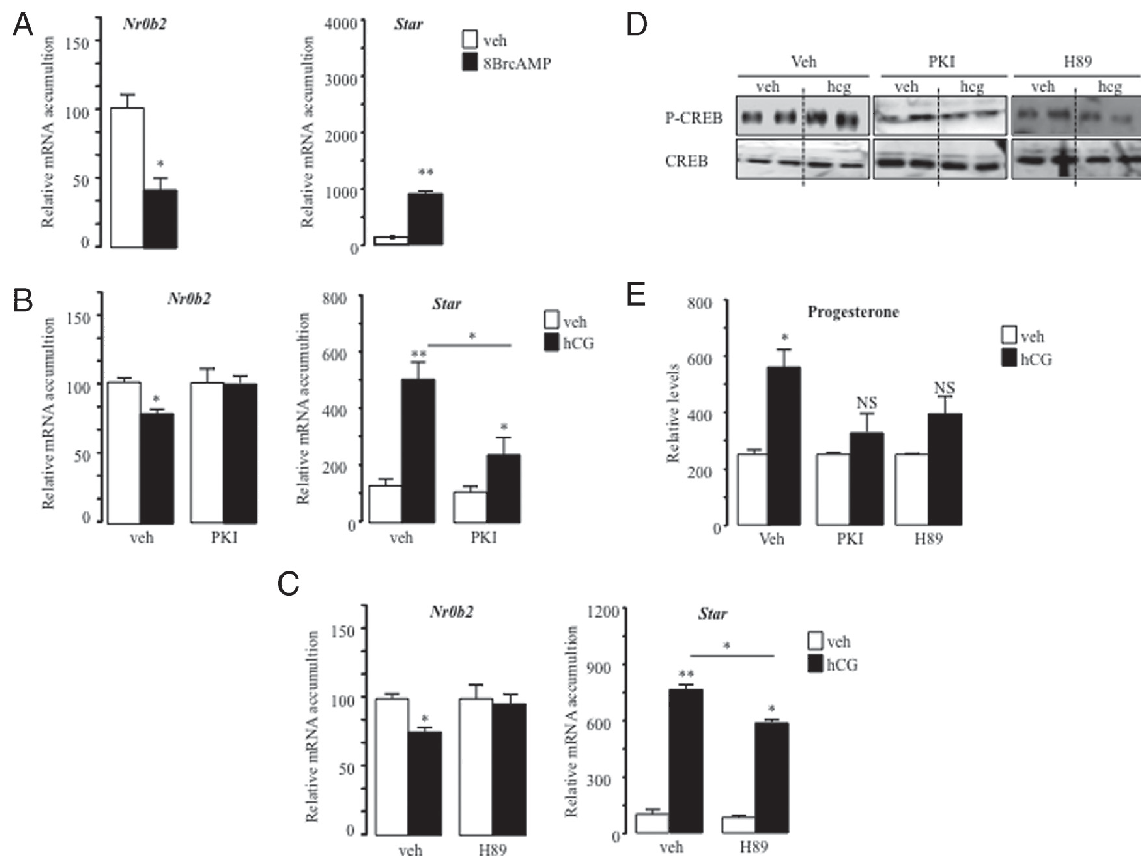 A
Nr0b2
Relative mRNA accumultion
150
100
50
0
*
Star
Relative mRNA accumultion
4000
3000
2000
1000
0
**
veh
8BrcAMP
B
Nr0b2
Relative mRNA accumultion
150
100
50
0
*
veh
PKI
Star
Relative mRNA accumultion
800
600
400
200
0
**
*
*
veh
PKI
veh
hCG
C
Nr0b2
Relative mRNA accumultion
150
100
50
0
*
veh
H89
Star
Relative mRNA accumultion
1200
900
600
300
0
**
*
*
veh
H89
veh
hCG
D
Veh PKI H89
veh hcg veh hcg veh hcg
P-CREB
CREB
E
Progesterone
Relative levels
800
600
400
200
0
*
NS
NS
Veh
PKI
H89
veh
hCG